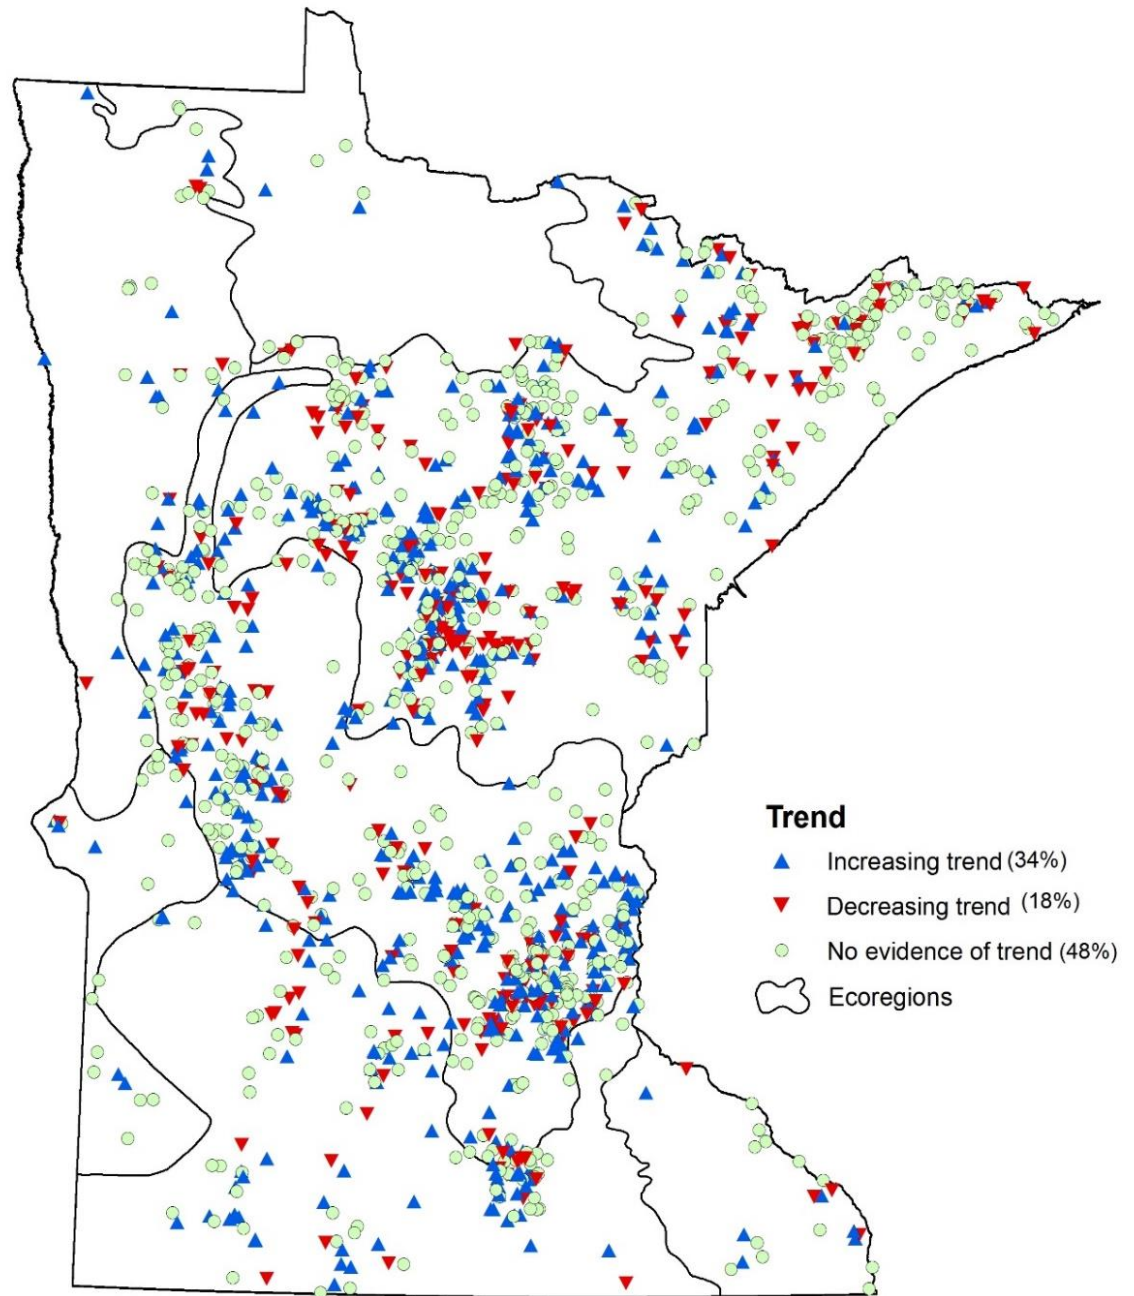 Trend
Increasing trend (34%)
Decreasing trend (18%)
No evidence of trend (48%)
Ecoregions